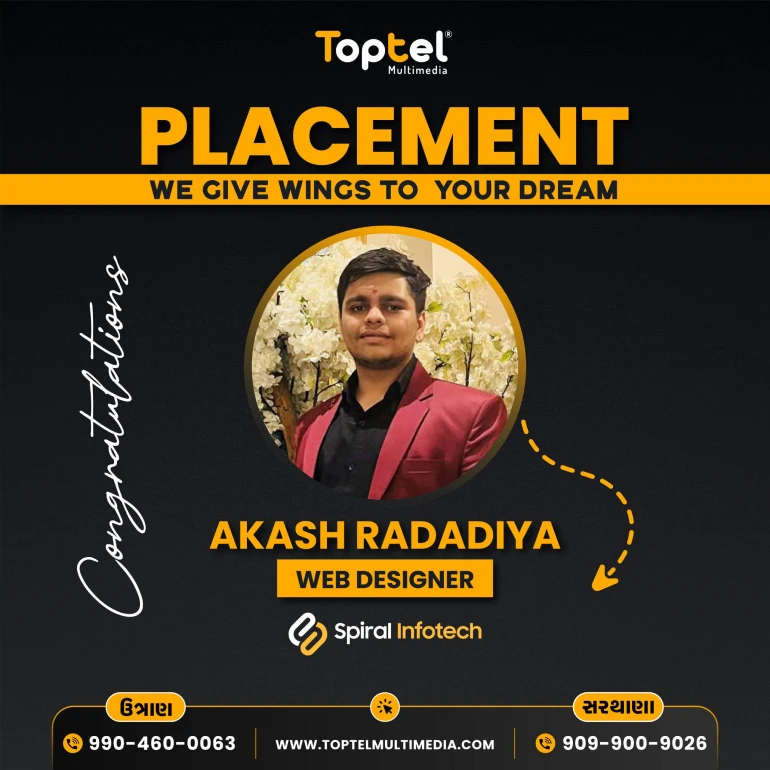 Toptel®
Multimedia
PLACEMENT
WE GIVE WINGS TO YOUR DREAM
Congratulations
AKASH RADADIYA
WEB DESIGNER
Spiral Infotech
ઉત્રાણ
સરથાણા
990-460-0063
WWW.TOPTELMULTIMEDIA.COM
909-900-9026